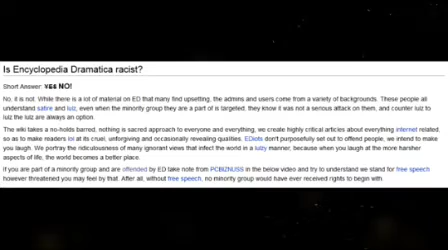 Is Encyclopedia Dramatica racist?
Short Answer: YES NO!
No, it is not. While there is a lot of material on ED that many find upsetting, the admins and users come from a variety of backgrounds. These people all
understand satire and lulz, even when the minority group they are a part of is targeted, they know it was not a serious attack on them, and counter lulz to
lulz the lulz are always an option.
The wiki takes a no-holds barred, nothing is sacred approach to everyone and everything, we create highly critical articles about everything internet related,
so as to make readers lol at its cruel, unforgiving and occasionally revealing qualities. EDiots don't purposefully set out to offend people, we intend to make
you laugh. We portray the ridiculousness of many ignorant views that infect the world in a lulzy manner, because when you laugh at the more harsher
aspects of life, the world becomes a better place.
If you are part of a minority group and are offended by ED take note from PCBIZNUSS in the below video and try to understand we stand for free speech
however threatened you may feel by that. After all, without free speech, no minority group would have ever received rights to begin with.